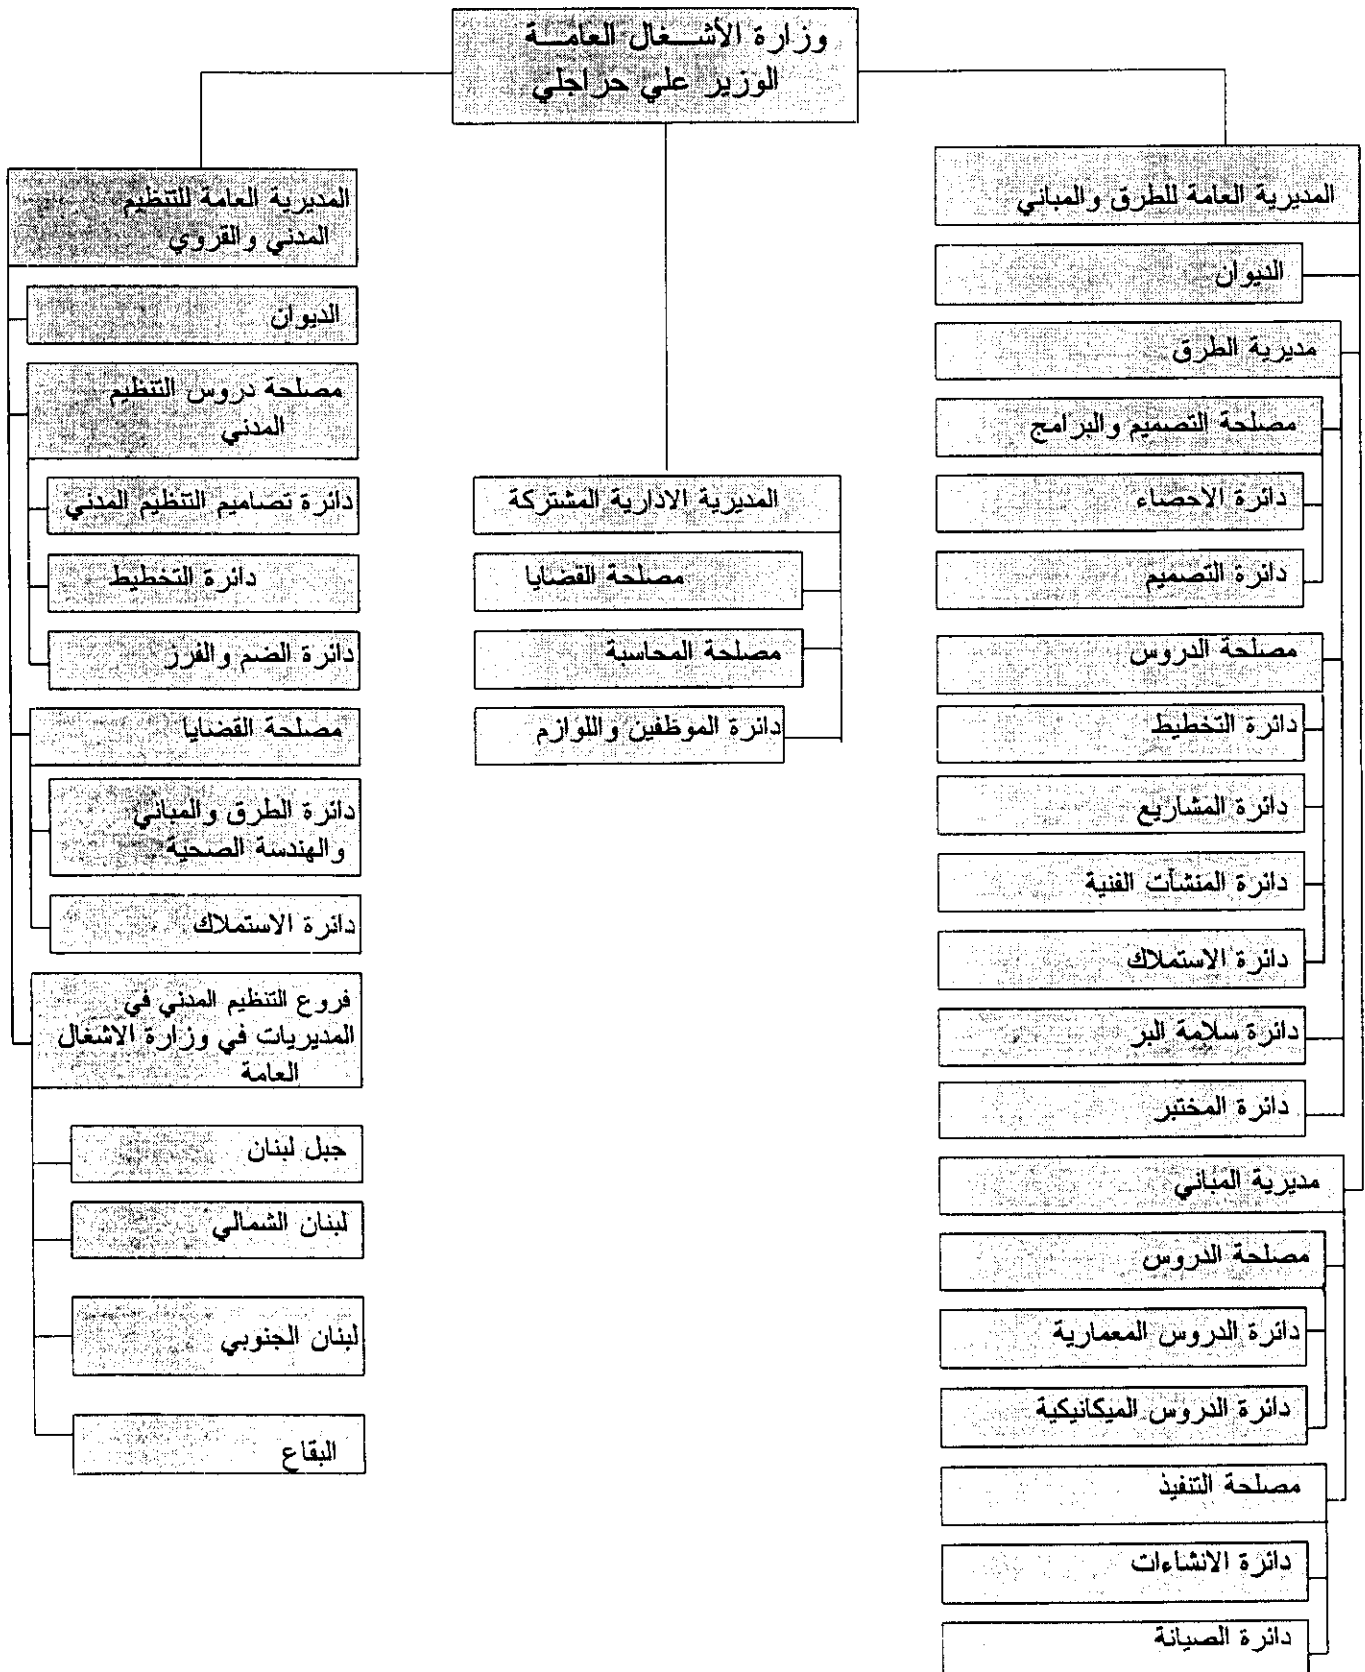 وزارة الأشغال العامة
الوزير علي حراجلي
المديرية العامة للطرق والمباني
الديوان
مديرية الطرق
مصلحة التصميم والبرامج
دائرة الاحصاء
دائرة التصميم
مصلحة الدروس
دائرة التخطيط
دائرة المشاريع
دائرة المنشآت الفنية
دائرة الاستملاك
دائرة سلامة البر
دائرة المختبر
مديرية المباني
مصلحة الدروس
دائرة الدروس المعمارية
دائرة الدروس الميكانيكية
مصلحة التنفيذ
دائرة الانشاءات
دائرة الصيانة
المديرية الادارية المشتركة
مصلحة القضايا
مصلحة المحاسبة
دائرة الموظفين واللوازم
المديرية العامة للتنظيم
المدني والقروي
الديوان
مصلحة دروس التنظيم
المدني
دائرة تصاميم التنظيم المدني
دائرة التخطيط
دائرة الضم والفرز
مصلحة القضايا
دائرة الطرق والمباني
والهندسة الصحية
دائرة الاستملاك
فروع التنظيم المدني في
المديريات في وزارة الاشغال
العامة
جبل لبنان
لبنان الشمالي
لبنان الجنوبي
البقاع